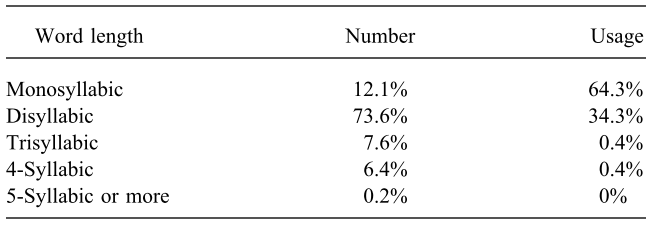 Word length Number Usage
Monosyllabic 12.1% 64.3%
Disyllabic 73.6% 34.3%
Trisyllabic 7.6% 0.4%
4-Syllabic 6.4% 0.4%
5-Syllabic or more 0.2% 0%